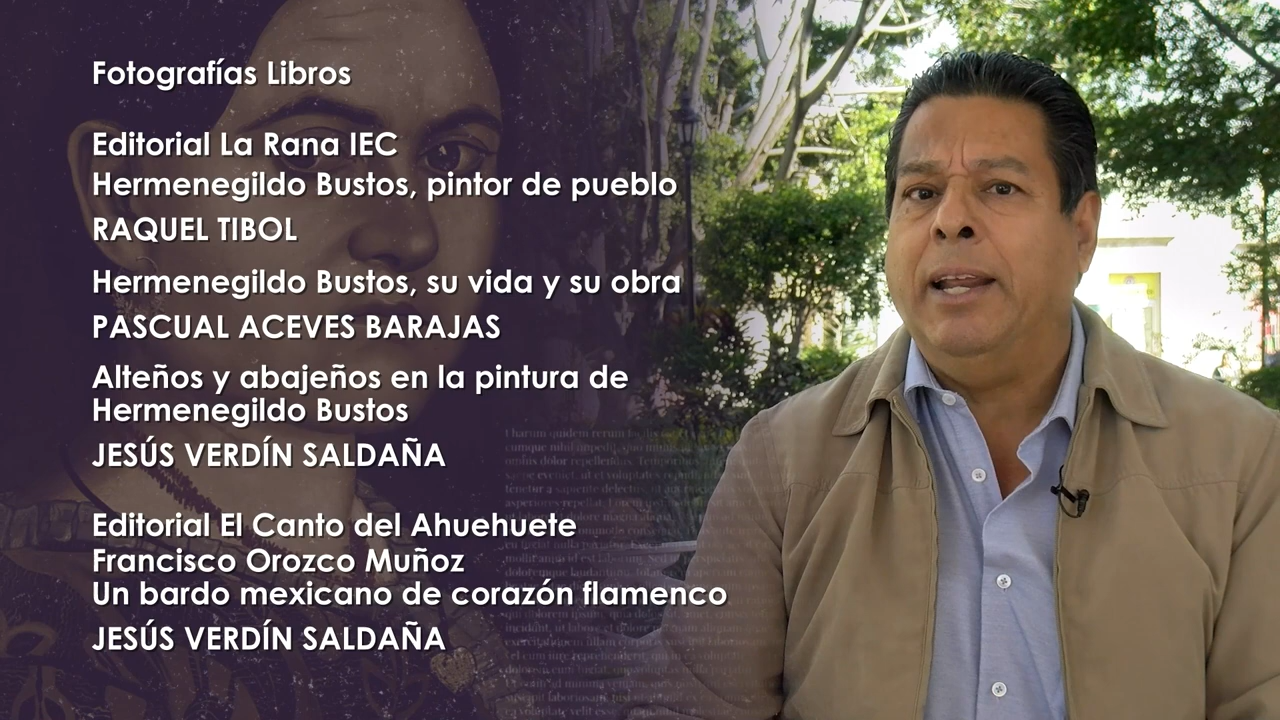 Fotografías Libros
Editorial La Rana IEC
Hermenegildo Bustos, pintor de pueblo
RAQUEL TIBOL
Hermenegildo Bustos, su vida y su obra
PASCUAL ACEVES BARAJAS
Alteños y abajeños en la pintura de
Hermenegildo Bustos
JESÚS VERDÍN SALDAÑA
Editorial El Canto del Ahuehuete
Francisco Orozco Muñoz
Un bardo mexicano de corazón flamenco
JESÚS VERDÍN SALDAÑA